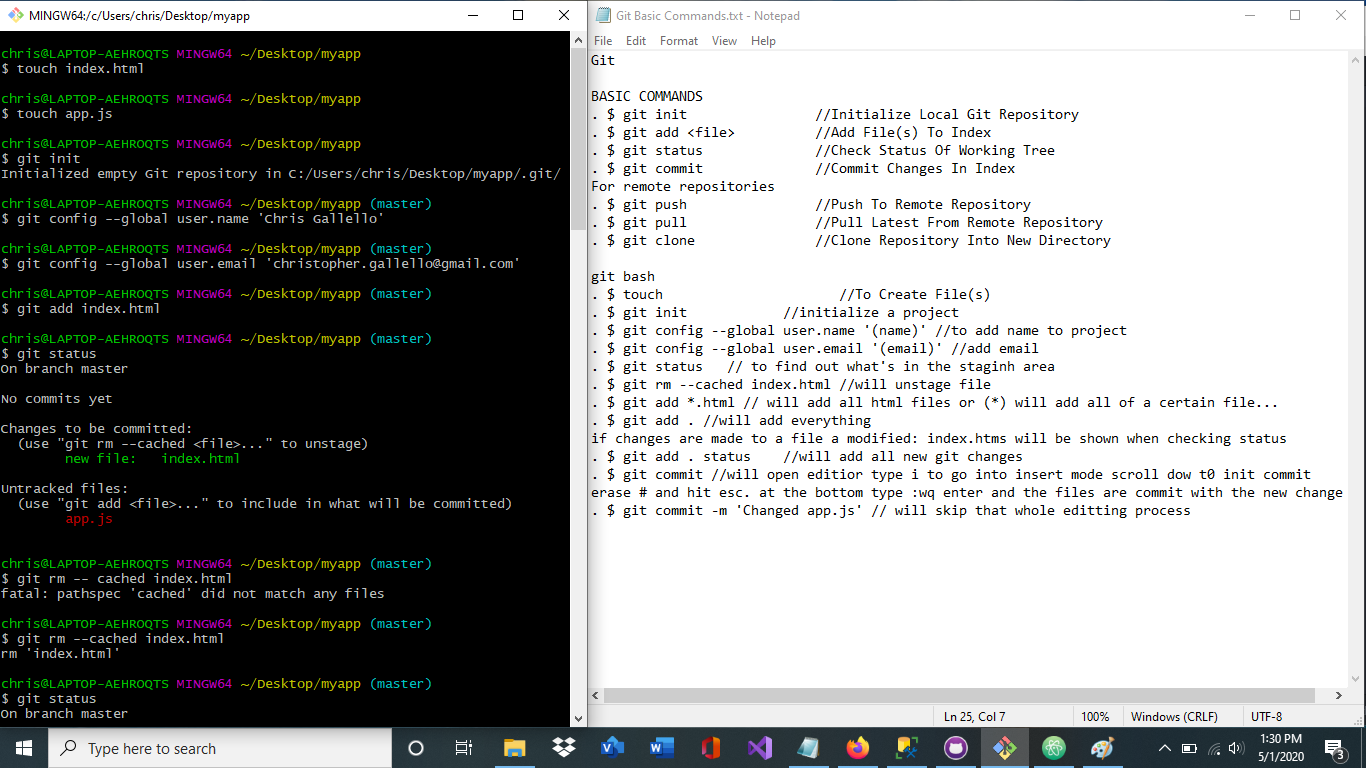 MINGW64:/c/Users/chris/Desktop/myapp
chris@LAPTOP-AEHROQTS MINGW64 ~/Desktop/myapp
$ touch index.html
chris@LAPTOP-AEHROQTS MINGW64 ~/Desktop/myapp
$ touch app.js
chris@LAPTOP-AEHROQTS MINGW64 ~/Desktop/myapp
$ git init
Initialized empty Git repository in C:/Users/chris/Desktop/myapp/.git/
chris@LAPTOP-AEHROQTS MINGW64 ~/Desktop/myapp (master)
$ git config --global user.name 'Chris Gallello'
chris@LAPTOP-AEHROQTS MINGW64 ~/Desktop/myapp (master)
$ git config --global user.email 'christopher.gallello@gmail.com'
chris@LAPTOP-AEHROQTS MINGW64 ~/Desktop/myapp (master)
$ git add index.html
chris@LAPTOP-AEHROQTS MINGW64 ~/Desktop/myapp (master)
$ git status
On branch master
No commits yet
Changes to be committed:
(use "git rm --cached <file>..." to unstage)
new file:   index.html
Untracked files:
(use "git add <file>..." to include in what will be committed)
app.js
chris@LAPTOP-AEHROQTS MINGW64 ~/Desktop/myapp (master)
$ git rm -- cached index.html
fatal: pathspec 'cached' did not match any files
chris@LAPTOP-AEHROQTS MINGW64 ~/Desktop/myapp (master)
$ git rm --cached index.html
rm 'index.html'
chris@LAPTOP-AEHROQTS MINGW64 ~/Desktop/myapp (master)
$ git status
On branch master
Git Basic Commands.txt - Notepad
File Edit Format View Help
Git
BASIC COMMANDS
. $ git init //Initialize Local Git Repository
. $ git add <file> //Add File(s) To Index
. $ git status //Check Status Of Working Tree
. $ git commit //Commit Changes In Index
For remote repositories
. $ git push //Push To Remote Repository
. $ git pull //Pull Latest From Remote Repository
. $ git clone //Clone Repository Into New Directory
git bash
. $ touch //To Create File(s)
. $ git init //initialize a project
. $ git config --global user.name '(name)' //to add name to project
. $ git config --global user.email '(email)' //add email
. $ git status // to find out what's in the staginh area
. $ git rm --cached index.html //will unstage file
. $ git add *.html // will add all html files or (*) will add all of a certain file...
. $ git add . //will add everything
if changes are made to a file a modified: index.htms will be shown when checking status
. $ git add . status //will add all new git changes
. $ git commit //will open editior type i to go into insert mode scroll dow t0 init commit
erase # and hit esc. at the bottom type :wq enter and the files are commit with the new change
. $ git commit -m 'Changed app.js' // will skip that whole editting process
Ln 25, Col 7 100% Windows (CRLF) UTF-8
Type here to search
1:30 PM
5/1/2020
3